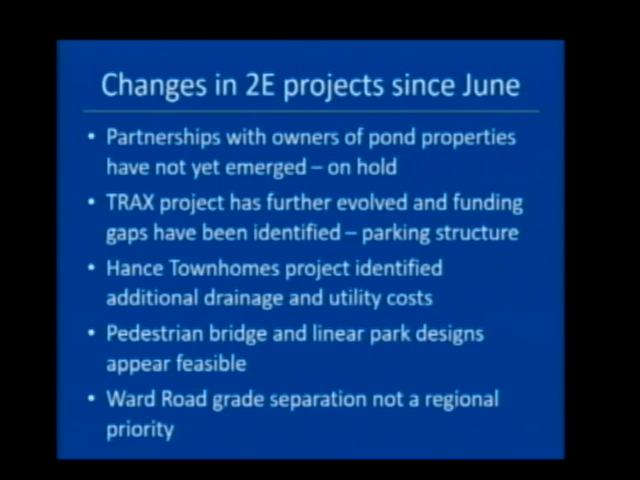 Changes in 2E projects since June
• Partnerships with owners of pond properties
have not yet emerged – on hold
• TRAX project has further evolved and funding
gaps have been identified – parking structure
• Hance Townhomes project identified
additional drainage and utility costs
• Pedestrian bridge and linear park designs
appear feasible
• Ward Road grade separation not a regional
priority